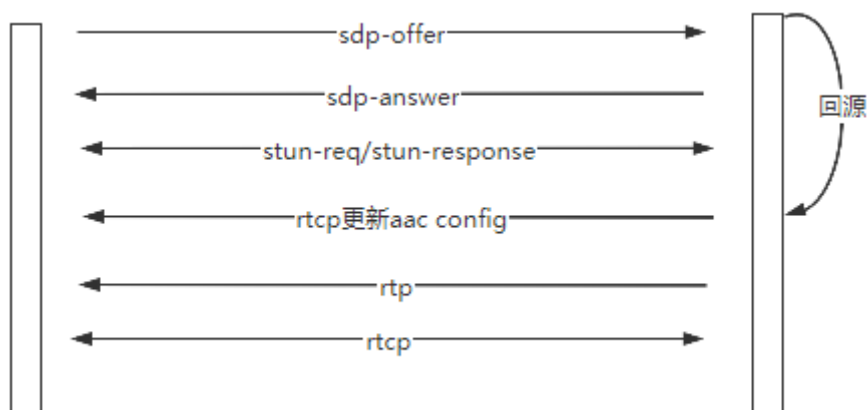 sdp-offer
sdp-answer
回源
stun-req/stun-response
rtcp更新aac config
rtp
rtcp